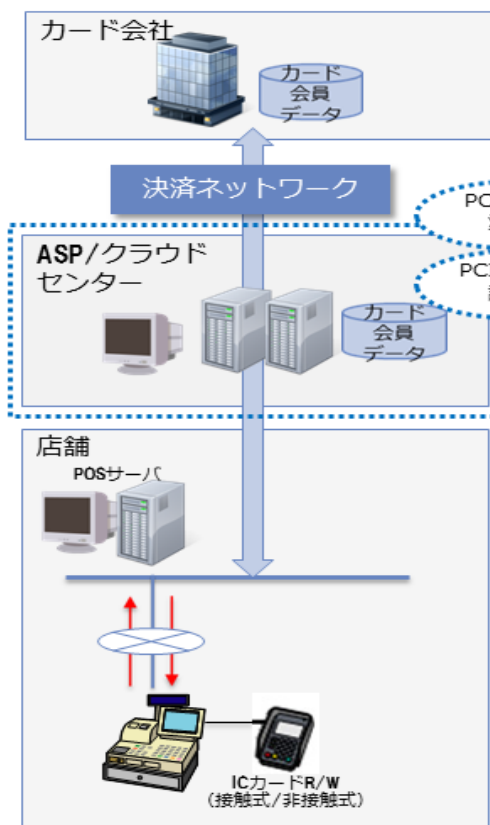 カード会社
カード
会員
データ
決済ネットワーク
PC
ASP/クラウド
センター
PC
カード
会員
データ
店舗
POSサーバ
ICカードR/W
(接触式/非接触式)